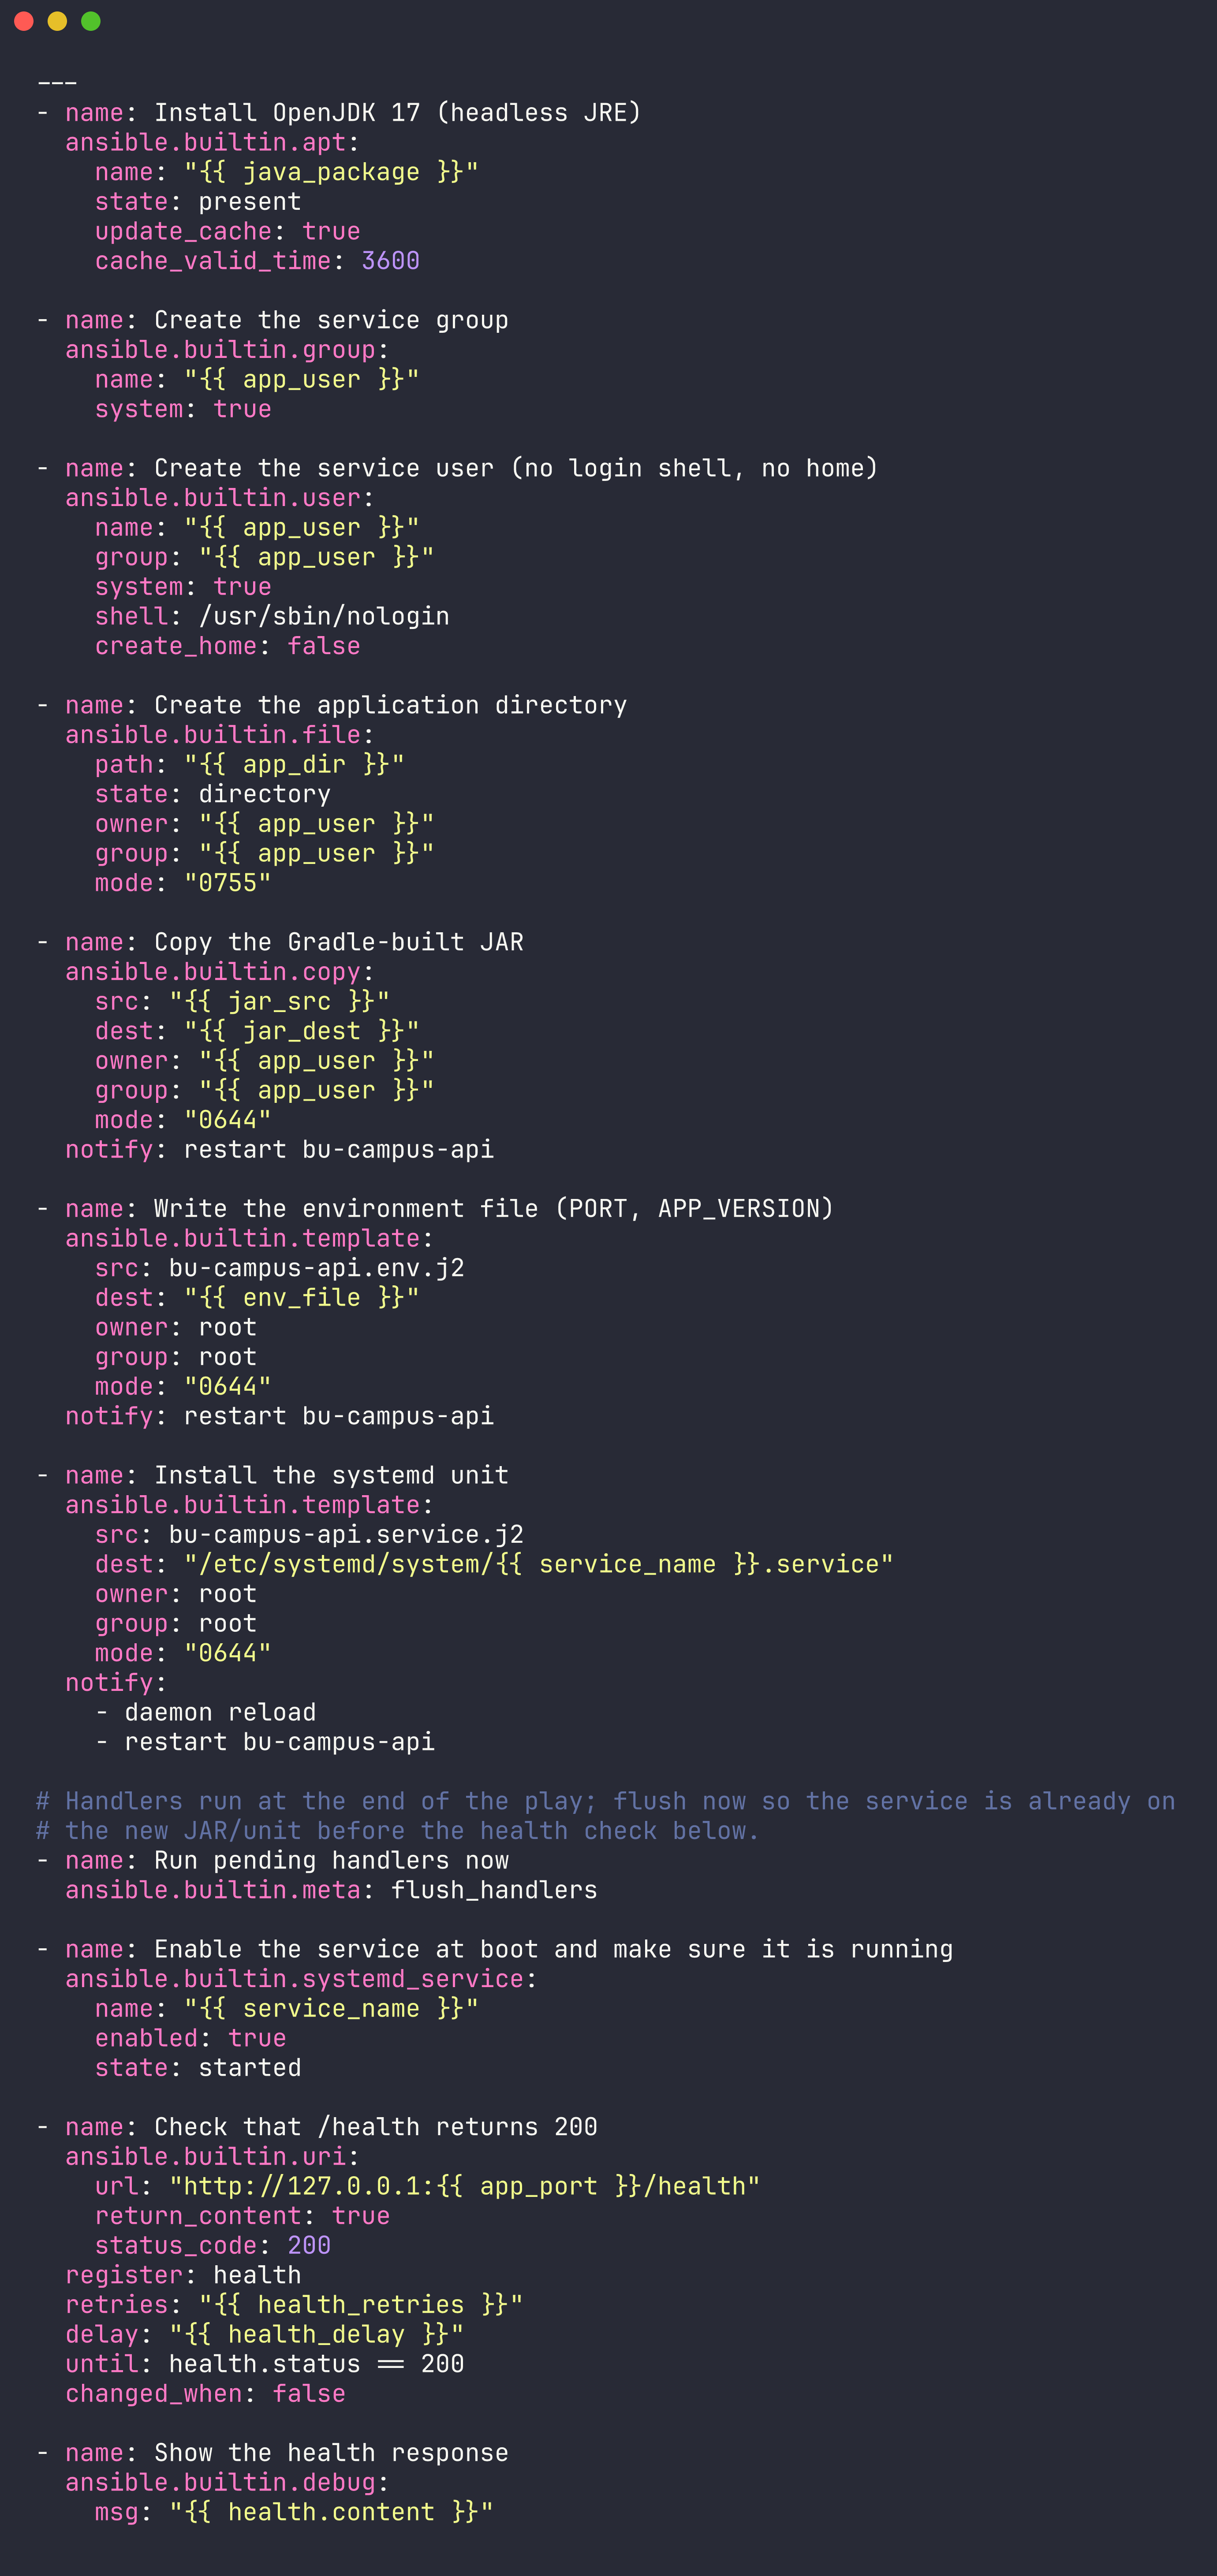 ---
- name: Install OpenJDK 17 (headless JRE)
  ansible.builtin.apt:
    name: "{{ java_package }}"
    state: present
    update_cache: true
    cache_valid_time: 3600

- name: Create the service group
  ansible.builtin.group:
    name: "{{ app_user }}"
    system: true

- name: Create the service user (no login shell, no home)
  ansible.builtin.user:
    name: "{{ app_user }}"
    group: "{{ app_user }}"
    system: true
    shell: /usr/sbin/nologin
    create_home: false

- name: Create the application directory
  ansible.builtin.file:
    path: "{{ app_dir }}"
    state: directory
    owner: "{{ app_user }}"
    group: "{{ app_user }}"
    mode: "0755"

- name: Copy the Gradle-built JAR
  ansible.builtin.copy:
    src: "{{ jar_src }}"
    dest: "{{ jar_dest }}"
    owner: "{{ app_user }}"
    group: "{{ app_user }}"
    mode: "0644"
  notify: restart bu-campus-api

- name: Write the environment file (PORT, APP_VERSION)
  ansible.builtin.template:
    src: bu-campus-api.env.j2
    dest: "{{ env_file }}"
    owner: root
    group: root
    mode: "0644"
  notify: restart bu-campus-api

- name: Install the systemd unit
  ansible.builtin.template:
    src: bu-campus-api.service.j2
    dest: "/etc/systemd/system/{{ service_name }}.service"
    owner: root
    group: root
    mode: "0644"
  notify:
    - daemon reload
    - restart bu-campus-api

# Handlers run at the end of the play; flush now so the service is already on
# the new JAR/unit before the health check below.
- name: Run pending handlers now
  ansible.builtin.meta: flush_handlers

- name: Enable the service at boot and make sure it is running
  ansible.builtin.systemd_service:
    name: "{{ service_name }}"
    enabled: true
    state: started

- name: Check that /health returns 200
  ansible.builtin.uri:
    url: "http://127.0.0.1:{{ app_port }}/health"
    return_content: true
    status_code: 200
  register: health
  retries: "{{ health_retries }}"
  delay: "{{ health_delay }}"
  until: health.status == 200
  changed_when: false

- name: Show the health response
  ansible.builtin.debug:
    msg: "{{ health.content }}"